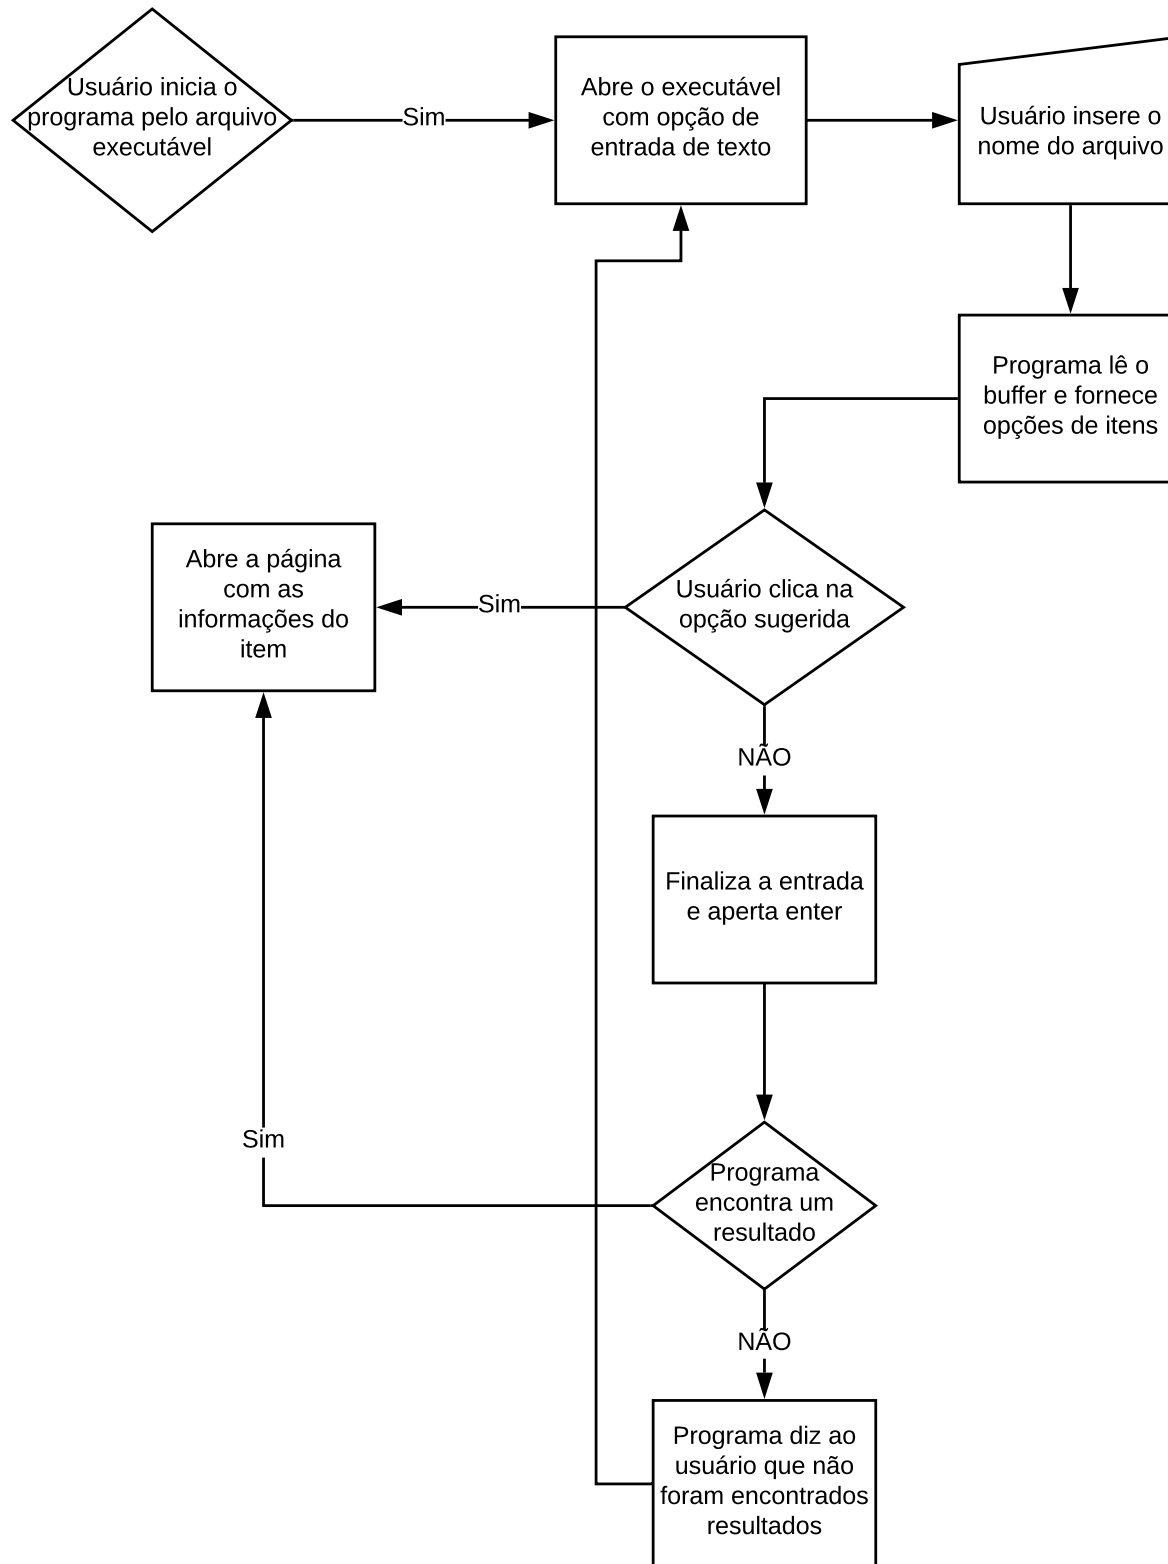 Usuário inicia o
programa pelo arquivo
executável
Sim
Abre o executável
com opção de
entrada de texto
Usuário insere o
nome do arquivo
Programa lê o
buffer e fornece
opções de itens
Usuário clica na
opção sugerida
Sim
Abre a página
com as
informações do
item
NÃO
Finaliza a entrada
e aperta enter
Programa
encontra um
resultado
Sim
NÃO
Programa diz ao
usuário que não
foram encontrados
resultados